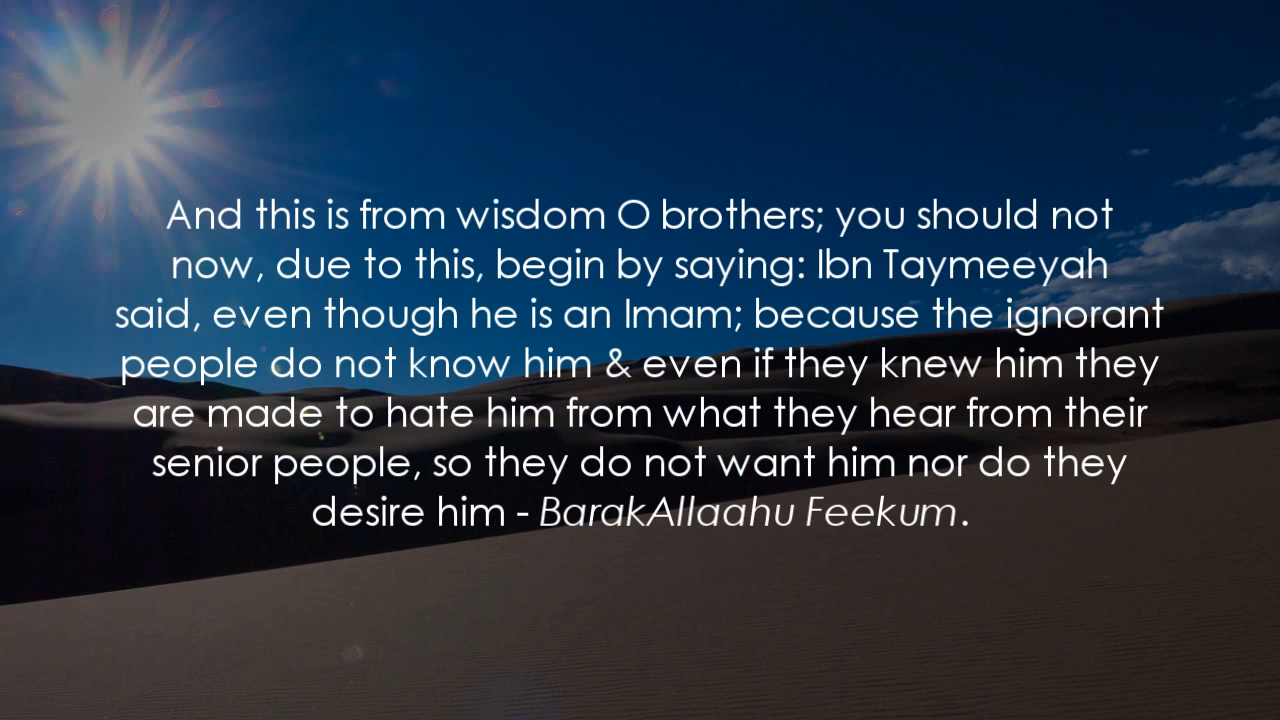 And this is from wisdom O brothers; you should not
now, due to this, begin by saying: Ibn Taymeeyah
said, even though he is an Imam; because the ignorant
people do not know him & even if they knew him they
are made to hate him from what they hear from their
senior people, so they do not want him nor do they
desire him - BarakAllaahu Feekum.